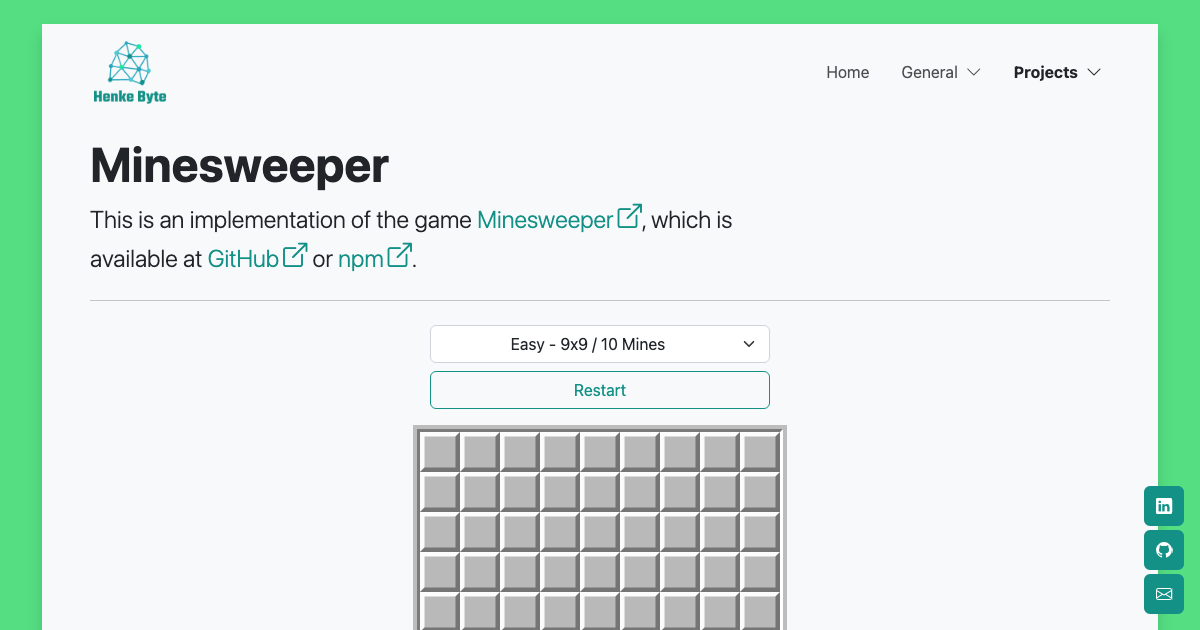 Henke Byte
Home
General
Projects
Minesweeper
This is an implementation of the game Minesweeper, which is
available at GitHub or npm.
Easy - 9x9 / 10 Mines
Restart
in